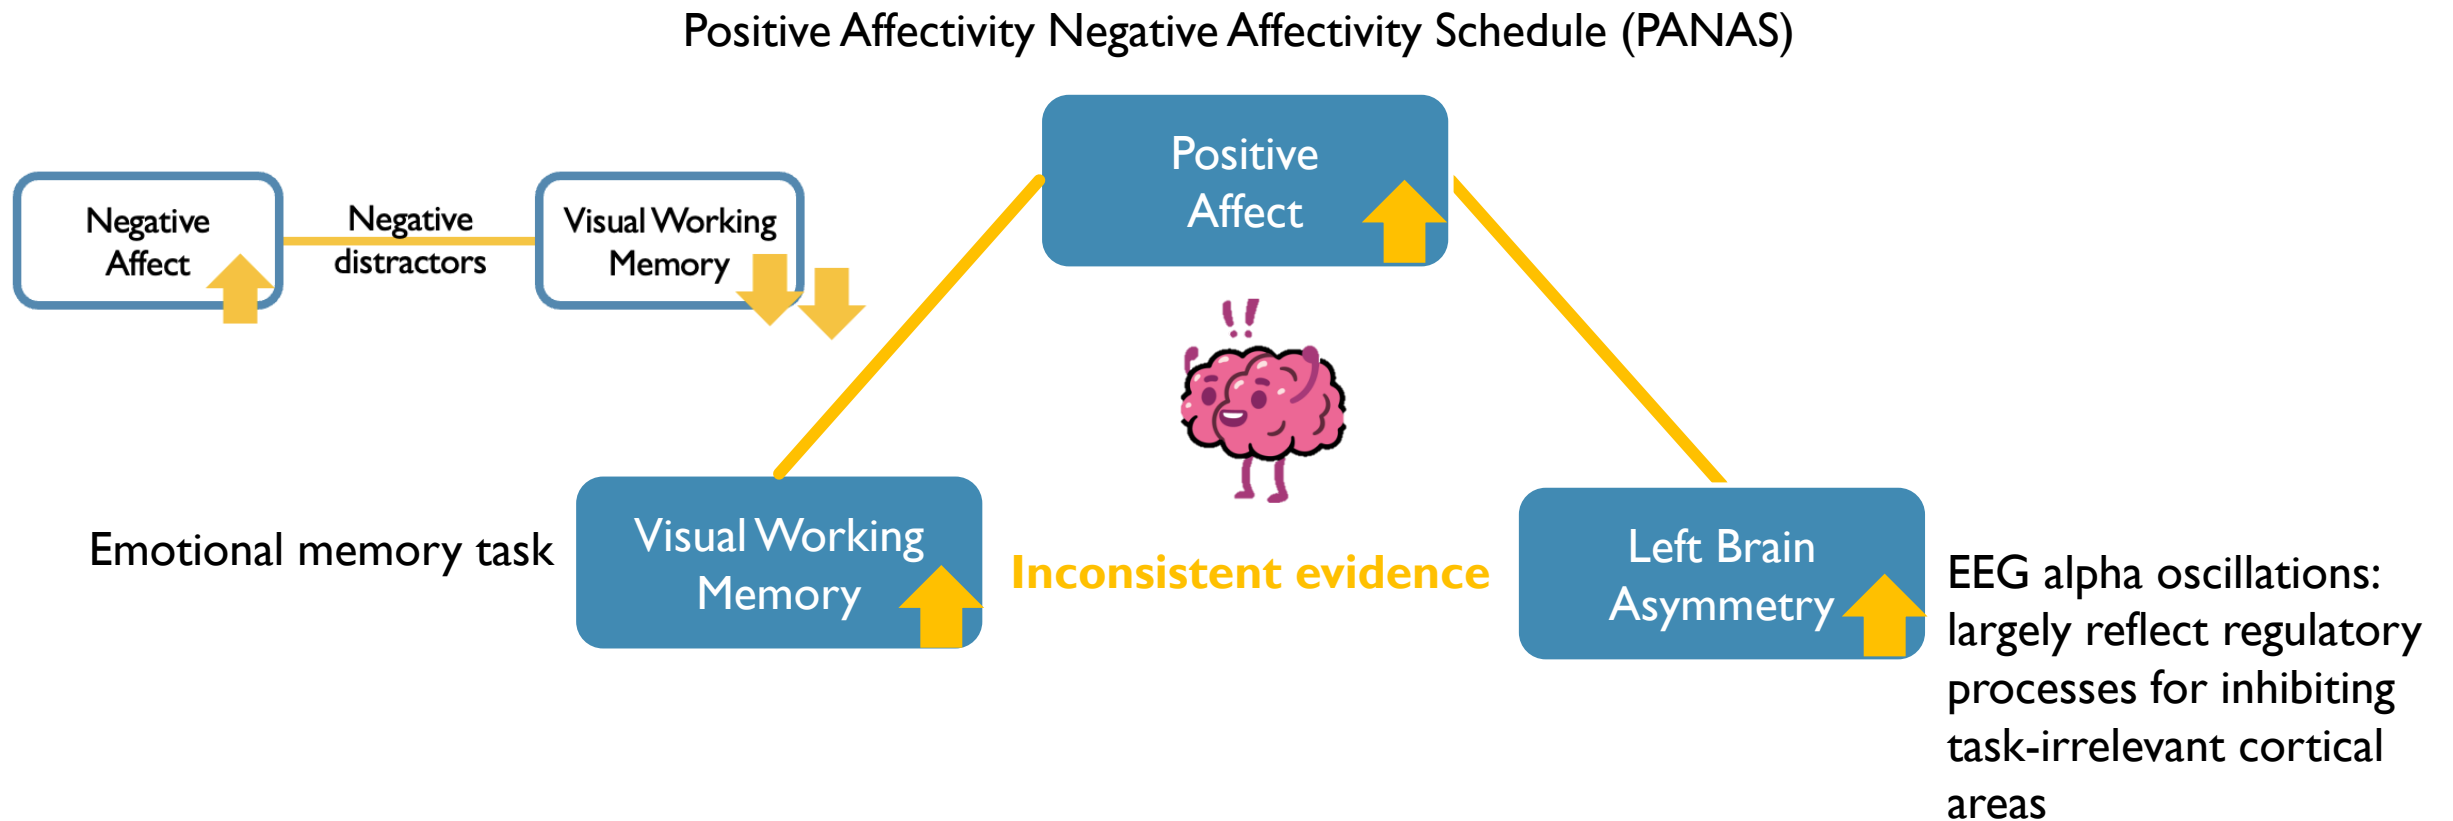 Positive Affectivity Negative Affectivity Schedule (PANAS)
Positive
Affect
Negative
Affect
Negative
distractors
Visual Working
Memory
!!
Emotional memory task
Visual Working
Memory
Inconsistent evidence
Left Brain
Asymmetry
EEG alpha oscillations:
largely reflect regulatory
processes for inhibiting
task-irrelevant cortical
areas